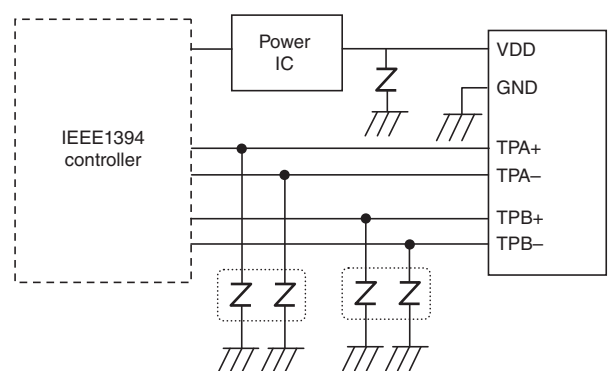 Power
IC
VDD
GND
IEEE1394
controller
TPA+
TPA–
TPB+
TPB–